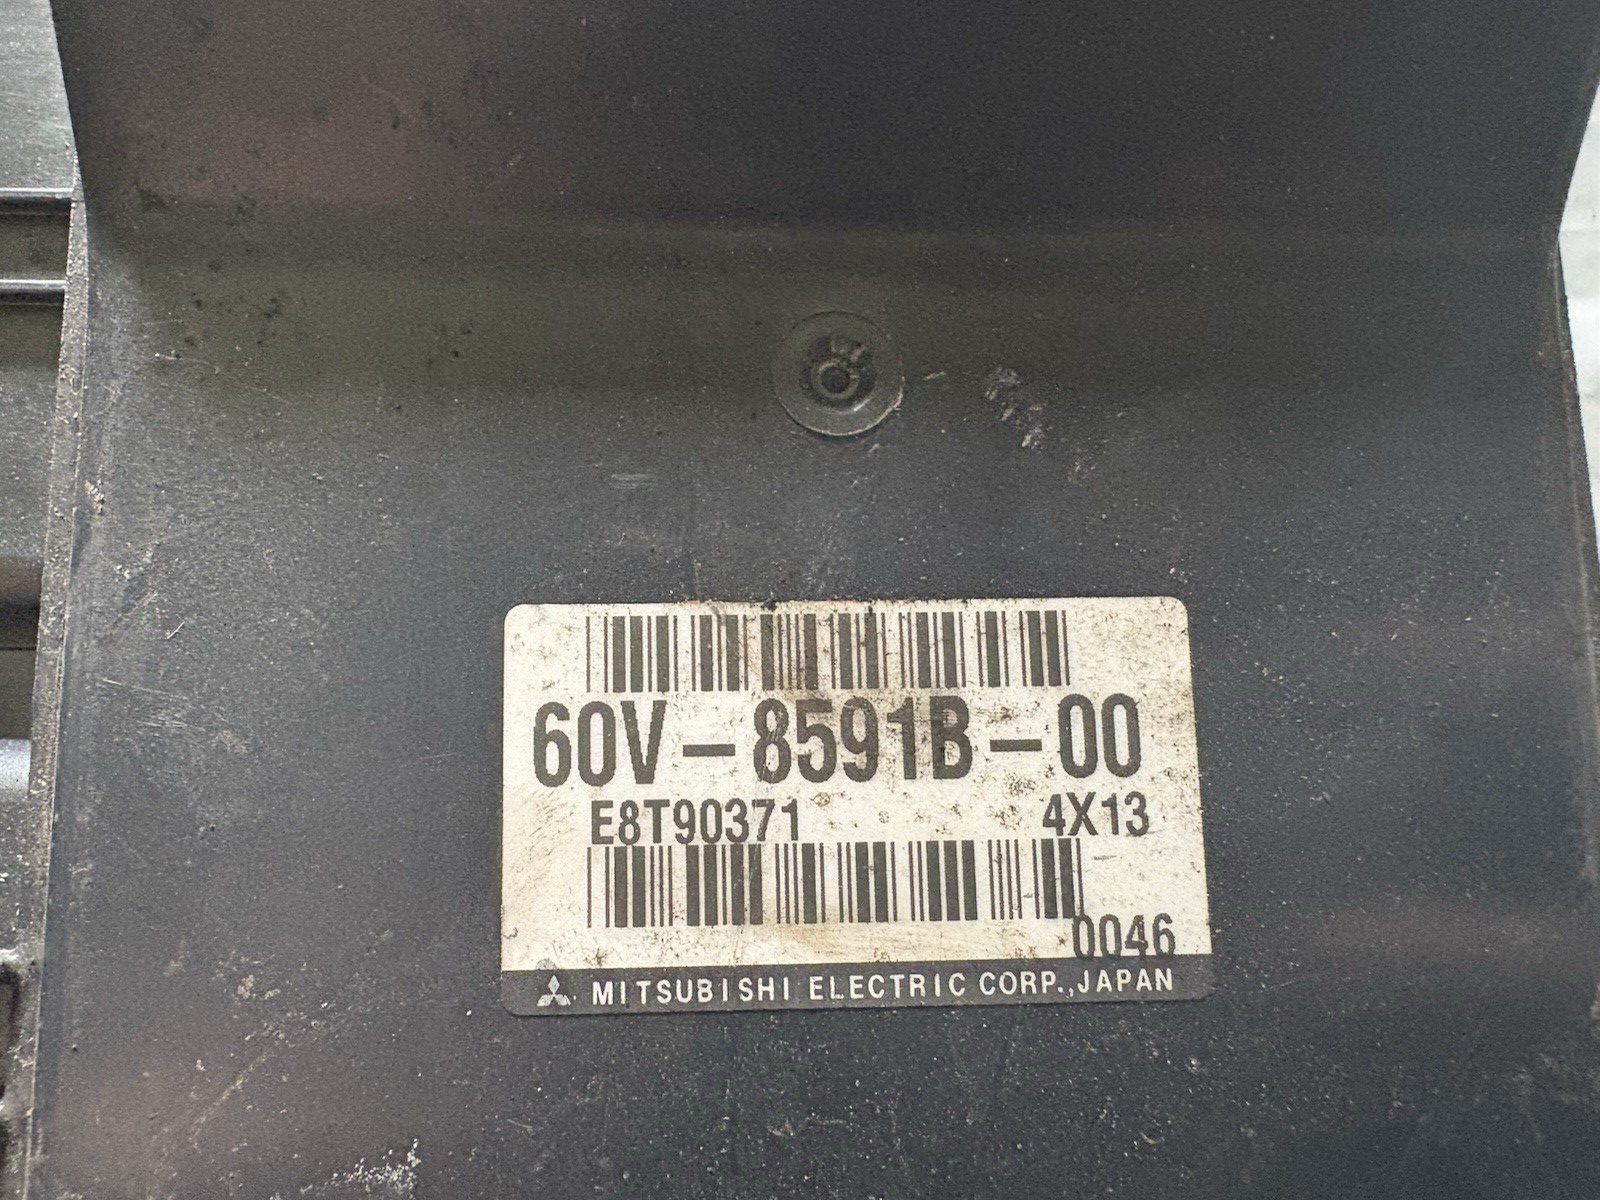 60V-8591B-00
E8T90371 4X13
0046
MITSUBISHI ELECTRIC CORP.,JAPAN